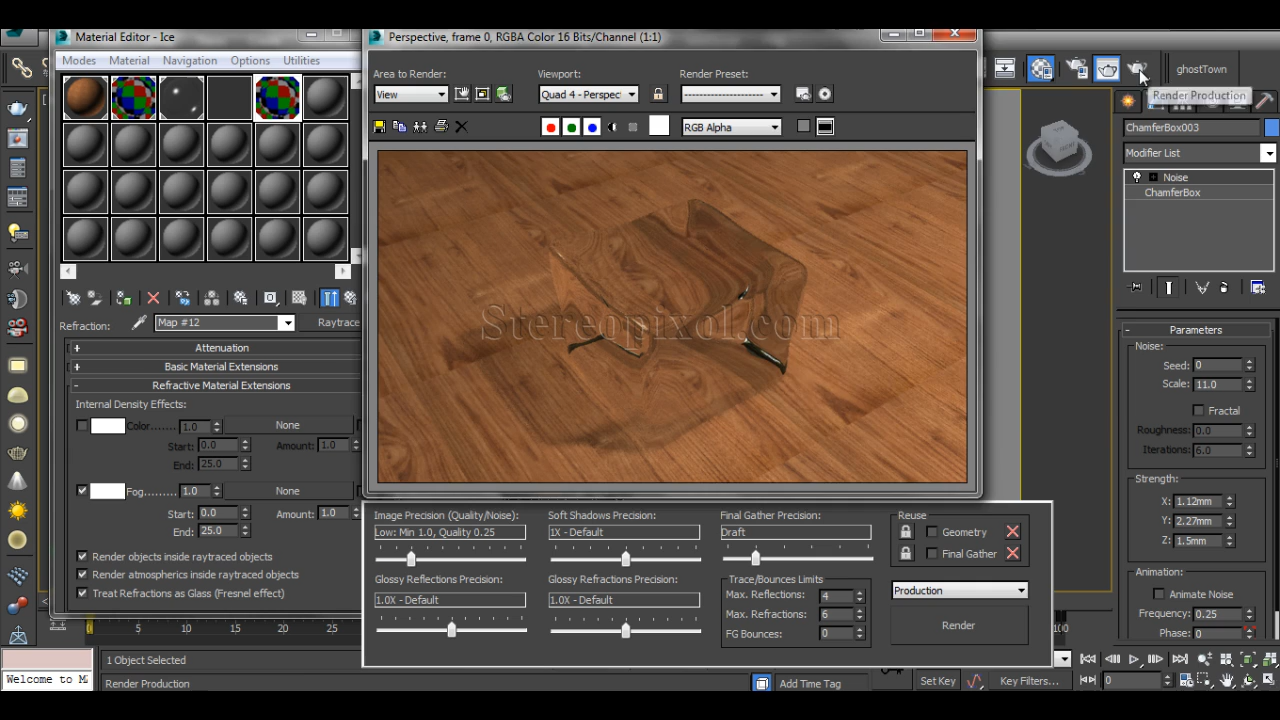 Material Editor - Ice
Modes Material Navigation Options Utilities
Refraction: Map #12 Raytrace
+ Attenuation
+ Basic Material Extensions
- Refractive Material Extensions
Internal Density Effects:
Color....... 1.0 None
Start: 0.0 Amount: 1.0
End: 25.0
Fog......... 1.0 None
Start: 0.0 Amount: 1.0
End: 25.0
Render objects inside raytraced objects
Render atmospherics inside raytraced objects
Treat Refractions as Glass (Fresnel effect)
Perspective, frame 0, RGBA Color 16 Bits/Channel (1:1)
Area to Render: Viewport: Render Preset:
View Quad 4 - Perspec --------------------------
RGB Alpha
Stereopixol.com
Image Precision (Quality/Noise):
Low: Min 1.0, Quality 0.25
Glossy Reflections Precision:
1.0X - Default
Soft Shadows Precision:
1X - Default
Glossy Refractions Precision:
1.0X - Default
Final Gather Precision:
Draft
Trace/Bounces Limits
Max. Reflections: 4
Max. Refractions: 6
FG Bounces: 0
Reuse
Geometry
Final Gather
Production
Render
ghostTown
Render Production
ChamferBox003
Modifier List
Noise
ChamferBox
- Parameters
Noise:
Seed: 0
Scale: 11.0
Fractal
Roughness: 0.0
Iterations: 6.0
Strength:
X: 1.12mm
Y: 2.27mm
Z: 1.5mm
Animation:
Animate Noise
Frequency: 0.25
Phase: 0
0 5 10 15 20 25 100
1 Object Selected
Welcome to M
Render Production
Add Time Tag
Set Key Key Filters... 0